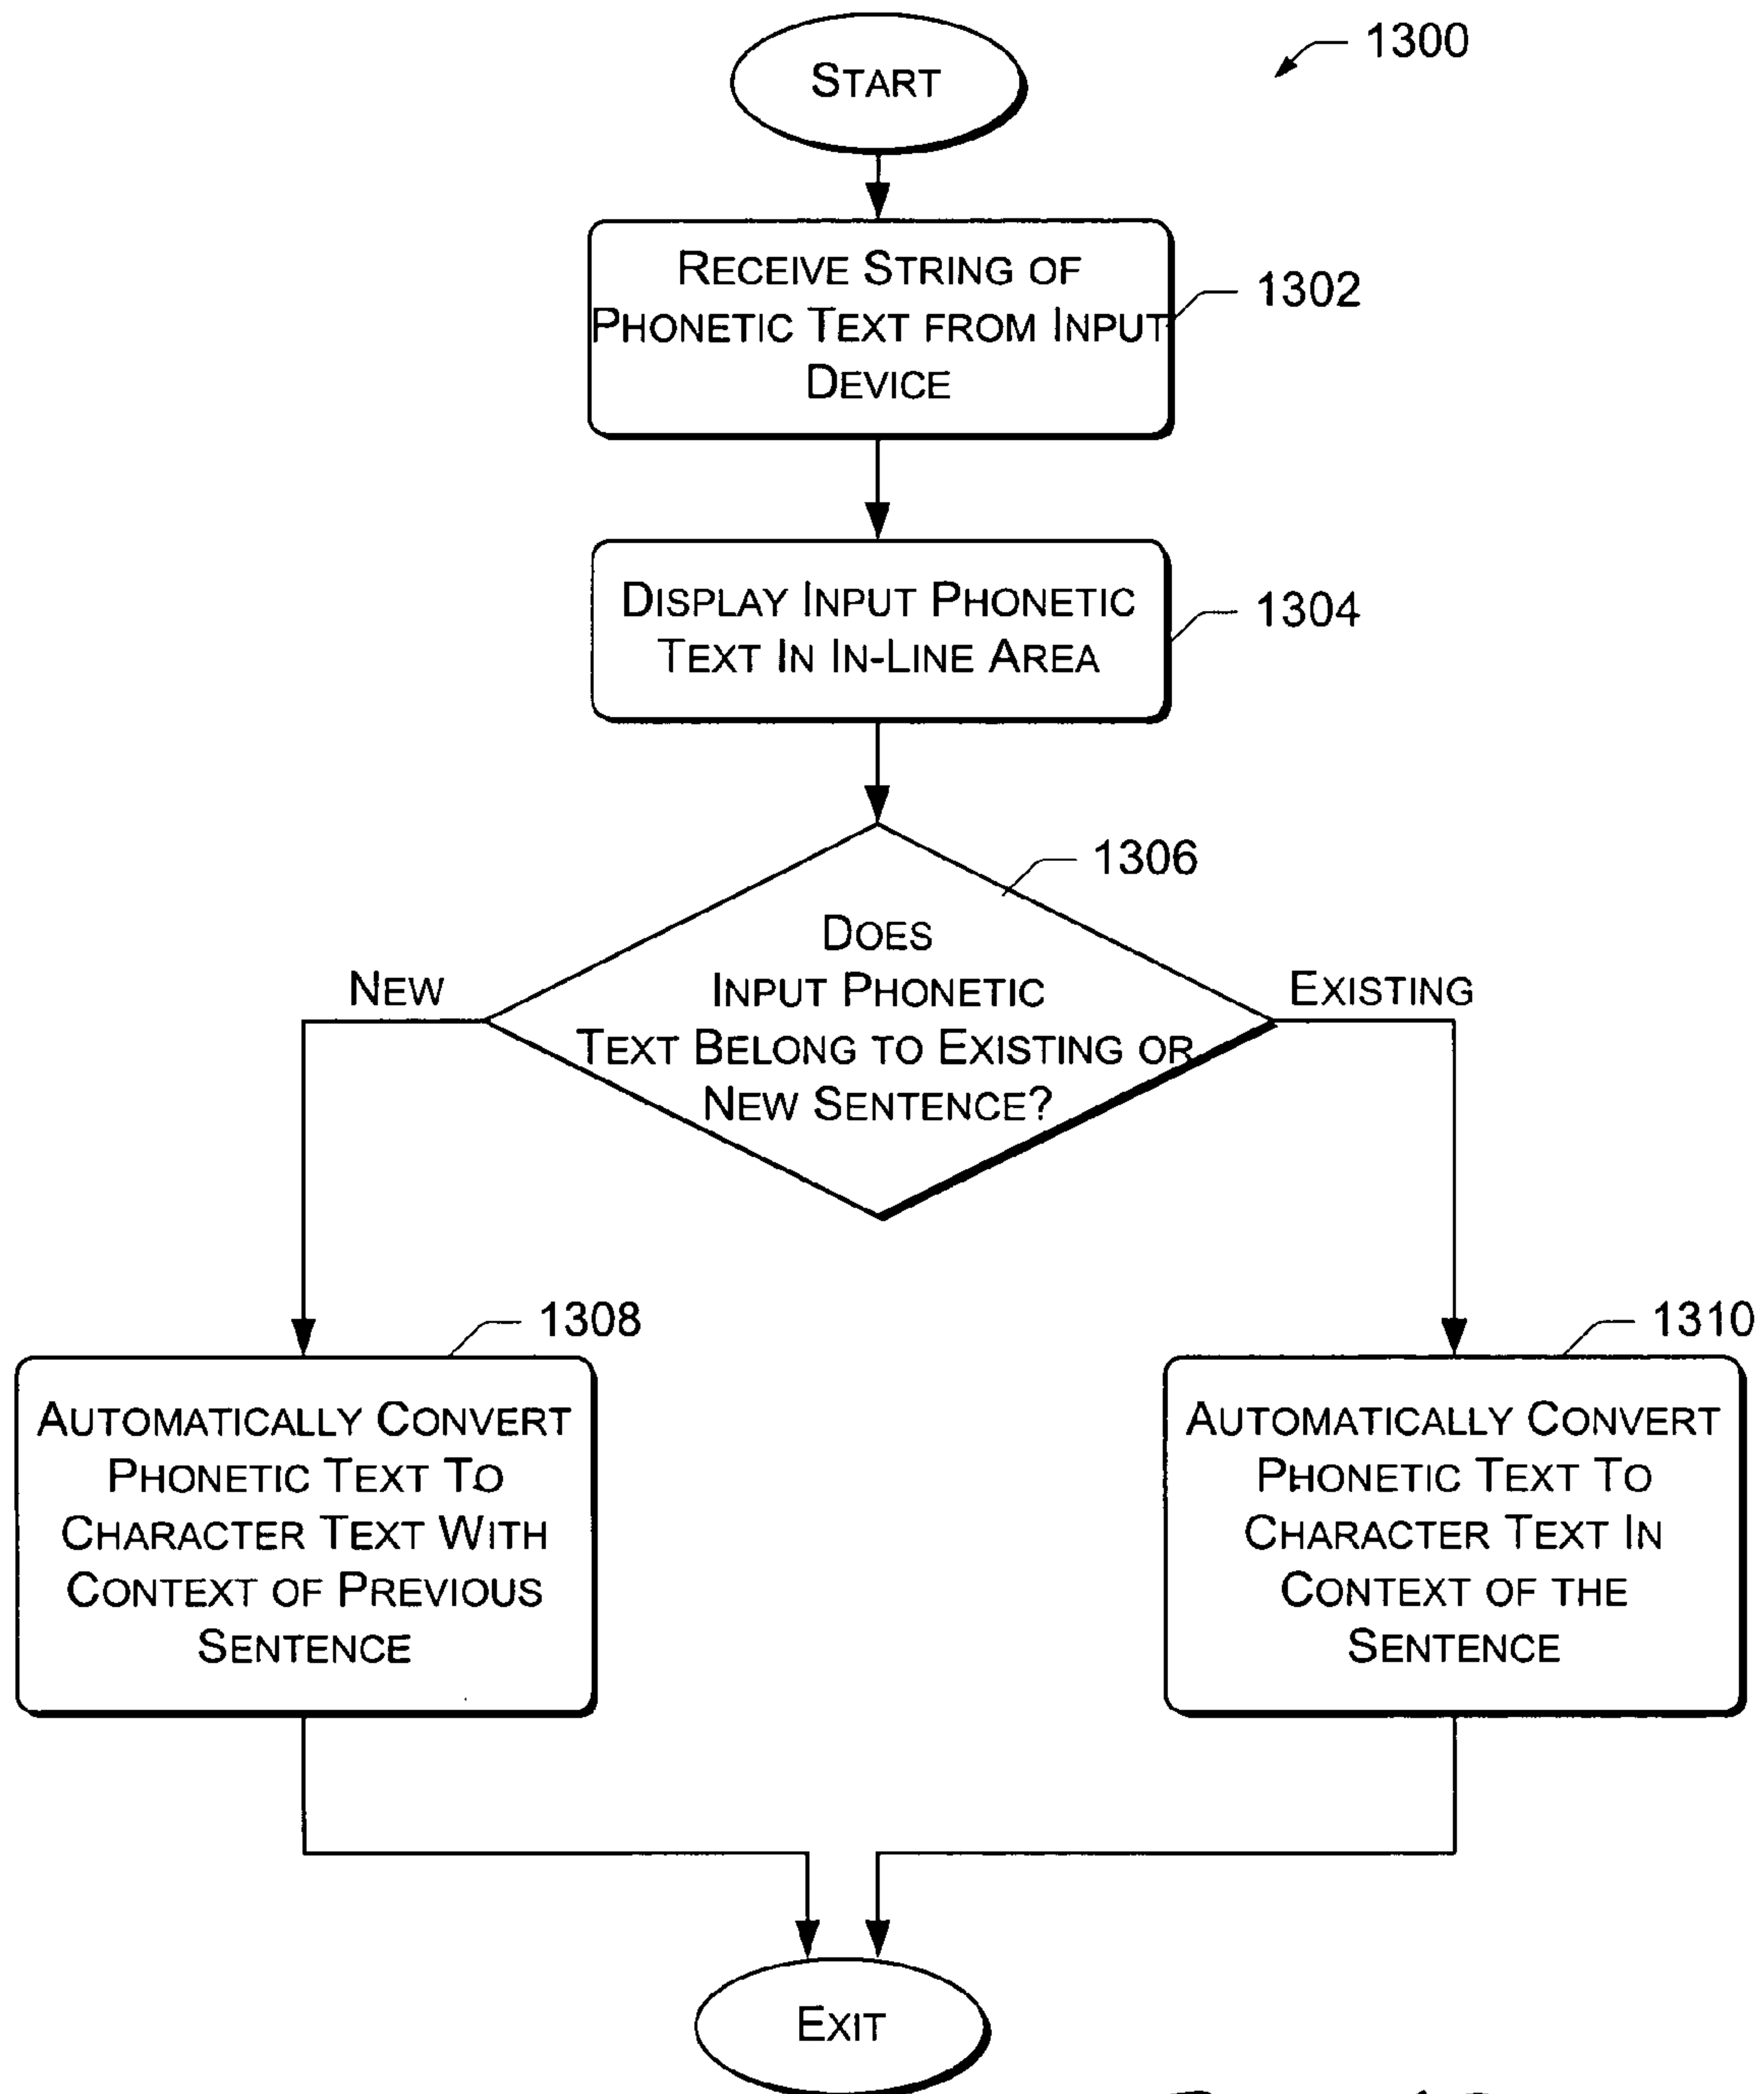 1300
START
RECEIVE STRING OF
PHONETIC TEXT FROM INPUT
DEVICE
1302
DISPLAY INPUT PHONETIC
TEXT IN IN-LINE AREA
1304
1306
DOES
INPUT PHONETIC
TEXT BELONG TO EXISTING OR
NEW SENTENCE?
NEW
EXISTING
1308
AUTOMATICALLY CONVERT
PHONETIC TEXT TO
CHARACTER TEXT WITH
CONTEXT OF PREVIOUS
SENTENCE
1310
AUTOMATICALLY CONVERT
PHONETIC TEXT TO
CHARACTER TEXT IN
CONTEXT OF THE
SENTENCE
EXIT